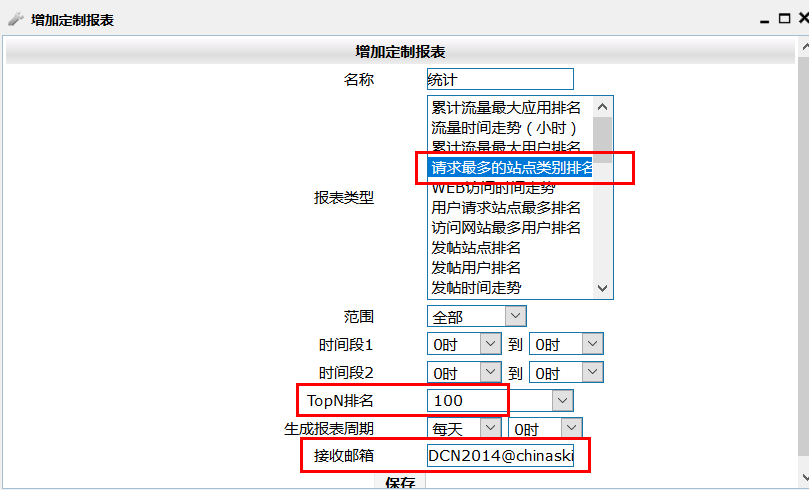 增加定制报表
增加定制报表
名称 统计
报表类型
累计流量最大应用排名
流量时间走势（小时）
累计流量最大用户排名
请求最多的站点类别排名
WEB访问时间走势
用户请求站点最多排名
访问网站最多用户排名
发帖站点排名
发帖用户排名
发帖时间走势
范围 全部
时间段1 0时 到 0时
时间段2 0时 到 0时
TopN排名 100
生成报表周期 每天 0时
接收邮箱 DCN2014@chinaski
保存